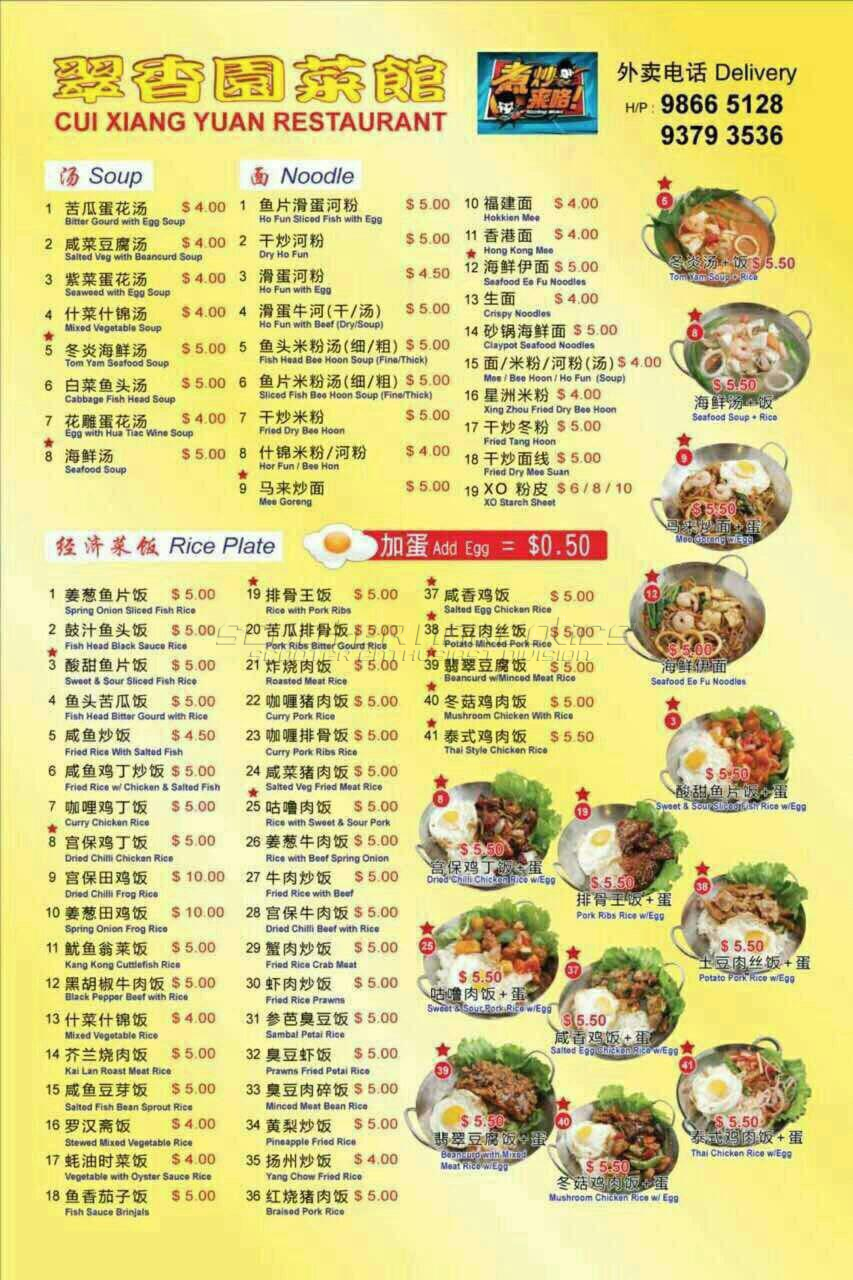 翠香園菜館
CUI XIANG YUAN RESTAURANT
煮炒来咯!
外卖电话 Delivery
H/P : 9866 5128
9379 3536
汤 Soup
1 苦瓜蛋花汤 $ 4.00
Bitter Gourd with Egg Soup
2 咸菜豆腐汤 $ 4.00
Salted Veg with Beancurd Soup
3 紫菜蛋花汤 $ 4.00
Seaweed with Egg Soup
4 什菜什锦汤 $ 4.00
Mixed Vegetable Soup
5 冬炎海鲜汤 $ 5.00
Tom Yam Seafood Soup
6 白菜鱼头汤 $ 5.00
Cabbage Fish Head Soup
7 花雕蛋花汤 $ 4.00
Egg with Hua Tiac Wine Soup
8 海鲜汤 $ 5.00
Seafood Soup
面 Noodle
1 鱼片滑蛋河粉 $ 5.00
Ho Fun Sliced Fish with Egg
2 干炒河粉 $ 5.00
Dry Ho Fun
3 滑蛋河粉 $ 4.50
Ho Fun with Egg
4 滑蛋牛河(干/汤) $ 5.00
Ho Fun with Beef (Dry/Soup)
5 鱼头米粉汤(细/粗) $ 5.00
Fish Head Bee Hoon Soup (Fine/Thick)
6 鱼片米粉汤(细/粗) $ 5.00
Sliced Fish Bee Hoon Soup (Fine/Thick)
7 干炒米粉 $ 5.00
Fried Dry Bee Hoon
8 什锦米粉/河粉 $ 4.00
Hor Fun / Bee Hon
9 马来炒面 $ 5.00
Mee Goreng
10 福建面 $ 4.00
Hokkien Mee
11 香港面 $ 4.00
Hong Kong Mee
12 海鲜伊面 $ 5.00
Seafood Ee Fu Noodles
13 生面 $ 4.00
Crispy Noodles
14 砂锅海鲜面 $ 5.00
Claypot Seafood Noodles
15 面/米粉/河粉(汤) $ 4.00
Mee / Bee Hoon / Ho Fun (Soup)
16 星洲米粉 $ 4.00
Xing Zhou Fried Dry Bee Hoon
17 干炒冬粉 $ 5.00
Fried Tang Hoon
18 干炒面线 $ 5.00
Fried Dry Mee Suan
19 XO 粉皮 $ 6 / 8 / 10
XO Starch Sheet
6
冬炎汤+饭 $ 5.50
Tom Yam Soup + Rice
8
$ 5.50
海鲜汤+饭
Seafood Soup + Rice
9
$ 5.50
马来炒面+蛋
Mee Goreng w/Egg
12
$ 5.00
海鲜伊面
Seafood Ee Fu Noodles
经济菜饭 Rice Plate
加蛋 Add Egg = $0.50
1 姜葱鱼片饭 $ 5.00
Spring Onion Sliced Fish Rice
2 鼓汁鱼头饭 $ 5.00
Fish Head Black Sauce Rice
3 酸甜鱼片饭 $ 5.00
Sweet & Sour Sliced Fish Rice
4 鱼头苦瓜饭 $ 5.00
Fish Head Bitter Gourd with Rice
5 咸鱼炒饭 $ 4.50
Fried Rice With Salted Fish
6 咸鱼鸡丁炒饭 $ 5.00
Fried Rice w/ Chicken & Salted Fish
7 咖喱鸡丁饭 $ 5.00
Curry Chicken Rice
8 宫保鸡丁饭 $ 5.00
Dried Chilli Chicken Rice
9 宫保田鸡饭 $ 10.00
Dried Chilli Frog Rice
10 姜葱田鸡饭 $ 10.00
Spring Onion Frog Rice
11 鱿鱼翁莱饭 $ 5.00
Kang Kong Cuttlefish Rice
12 黑胡椒牛肉饭 $ 5.00
Black Pepper Beef with Rice
13 什菜什锦饭 $ 4.00
Mixed Vegetable Rice
14 芥兰烧肉饭 $ 5.00
Kai Lan Roast Meat Rice
15 咸鱼豆芽饭 $ 5.00
Salted Fish Bean Sprout Rice
16 罗汉斋饭 $ 4.00
Stewed Mixed Vegetable Rice
17 蚝油时菜饭 $ 4.00
Vegetable with Oyster Sauce Rice
18 鱼香茄子饭 $ 5.00
Fish Sauce Brinjals
19 排骨王饭 $ 5.00
Rice with Pork Ribs
20 苦瓜排骨饭 $ 5.00
Pork Ribs Bitter Gourd Rice
21 炸烧肉饭 $ 5.00
Roasted Meat Rice
22 咖喱猪肉饭 $ 5.00
Curry Pork Rice
23 咖喱排骨饭 $ 5.00
Curry Pork Ribs Rice
24 咸菜猪肉饭 $ 5.00
Salted Veg Fried Meat Rice
25 咕噜肉饭 $ 5.00
Rice with Sweet & Sour Pork
26 姜葱牛肉饭 $ 5.00
Rice with Beef Spring Onion
27 牛肉炒饭 $ 5.00
Fried Rice with Beef
28 宫保牛肉饭 $ 5.00
Dried Chilli Beef with Rice
29 蟹肉炒饭 $ 5.00
Fried Rice Crab Meat
30 虾肉炒饭 $ 5.00
Fried Rice Prawns
31 参芭臭豆饭 $ 5.00
Sambal Petai Rice
32 臭豆虾饭 $ 5.00
Prawns Fried Petai Rice
33 臭豆肉碎饭 $ 5.00
Minced Meat Bean Rice
34 黄梨炒饭 $ 5.00
Pineapple Fried Rice
35 扬州炒饭 $ 4.00
Yang Chow Fried Rice
36 红烧猪肉饭 $ 5.00
Braised Pork Rice
37 咸香鸡饭 $ 5.00
Salted Egg Chicken Rice
38 土豆肉丝饭 $ 5.00
Potato Minced Pork Rice
39 翡翠豆腐饭 $ 5.00
Beancurd w/Minced Meat Rice
40 冬菇鸡肉饭 $ 5.00
Mushroom Chicken With Rice
41 泰式鸡肉饭 $ 5.50
Thai Style Chicken Rice
3
$ 5.50
酸甜鱼片饭+蛋
Sweet & Sour Sliced Fish Rice w/Egg
8
$ 5.50
宫保鸡丁饭+蛋
Dried Chilli Chicken Rice w/Egg
19
$ 5.50
排骨王饭+蛋
Pork Ribs Rice w/Egg
38
$ 5.50
土豆肉丝饭+蛋
Potato Pork Rice w/Egg
25
$ 5.50
咕噜肉饭+蛋
Sweet & Sour Pork Rice w/Egg
37
$ 5.50
咸香鸡饭+蛋
Salted Egg Chicken Rice w/Egg
39
$ 5.50
翡翠豆腐饭+蛋
Beancurd with Mixed
Meat Rice w/Egg
40
$ 5.50
冬菇鸡肉饭+蛋
Mushroom Chicken Rice w/ Egg
41
$ 5.50
泰式鸡肉饭+蛋
Thai Chicken Rice w/Egg